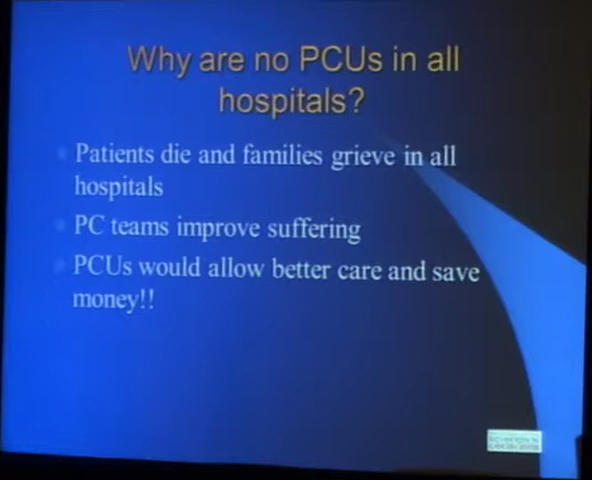 Why are no PCUs in all
hospitals?
Patients die and families grieve in all
hospitals
PC teams improve suffering
PCUs would allow better care and save
money!!